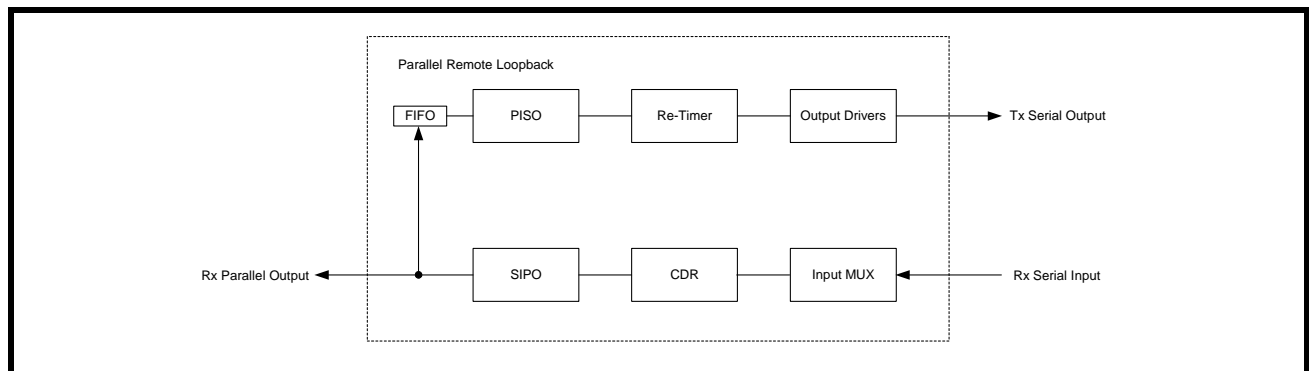 Parallel Remote Loopback
FIFO
PISO
Re-Timer
Output Drivers
Tx Serial Output
Rx Parallel Output
SIPO
CDR
Input MUX
Rx Serial Input